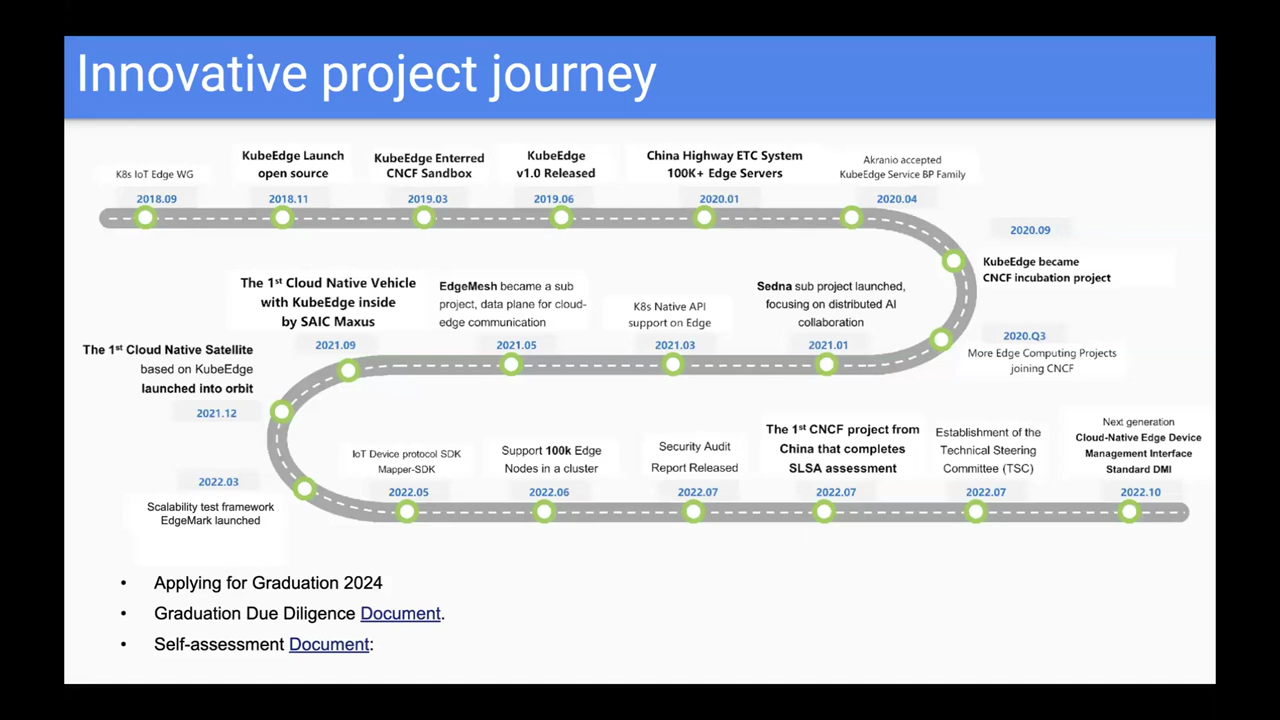 Innovative project journey
K8s IoT Edge WG
2018.09
KubeEdge Launch
open source
2018.11
KubeEdge Enterred
CNCF Sandbox
2019.03
KubeEdge
v1.0 Released
2019.06
China Highway ETC System
100K+ Edge Servers
2020.01
Akranio accepted
KubeEdge Service BP Family
2020.04
2020.09
KubeEdge became
CNCF incubation project
2020.Q3
More Edge Computing Projects
joining CNCF
Sedna sub project launched,
focusing on distributed AI
collaboration
2021.01
K8s Native API
support on Edge
2021.03
EdgeMesh became a sub
project, data plane for cloud-
edge communication
2021.05
The 1st Cloud Native Vehicle
with KubeEdge inside
by SAIC Maxus
2021.09
The 1st Cloud Native Satellite
based on KubeEdge
launched into orbit
2021.12
2022.03
Scalability test framework
EdgeMark launched
IoT Device protocol SDK
Mapper-SDK
2022.05
Support 100k Edge
Nodes in a cluster
2022.06
Security Audit
Report Released
2022.07
The 1st CNCF project from
China that completes
SLSA assessment
2022.07
Establishment of the
Technical Steering
Committee (TSC)
2022.07
Next generation
Cloud-Native Edge Device
Management Interface
Standard DMI
2022.10
• Applying for Graduation 2024
• Graduation Due Diligence Document.
• Self-assessment Document: